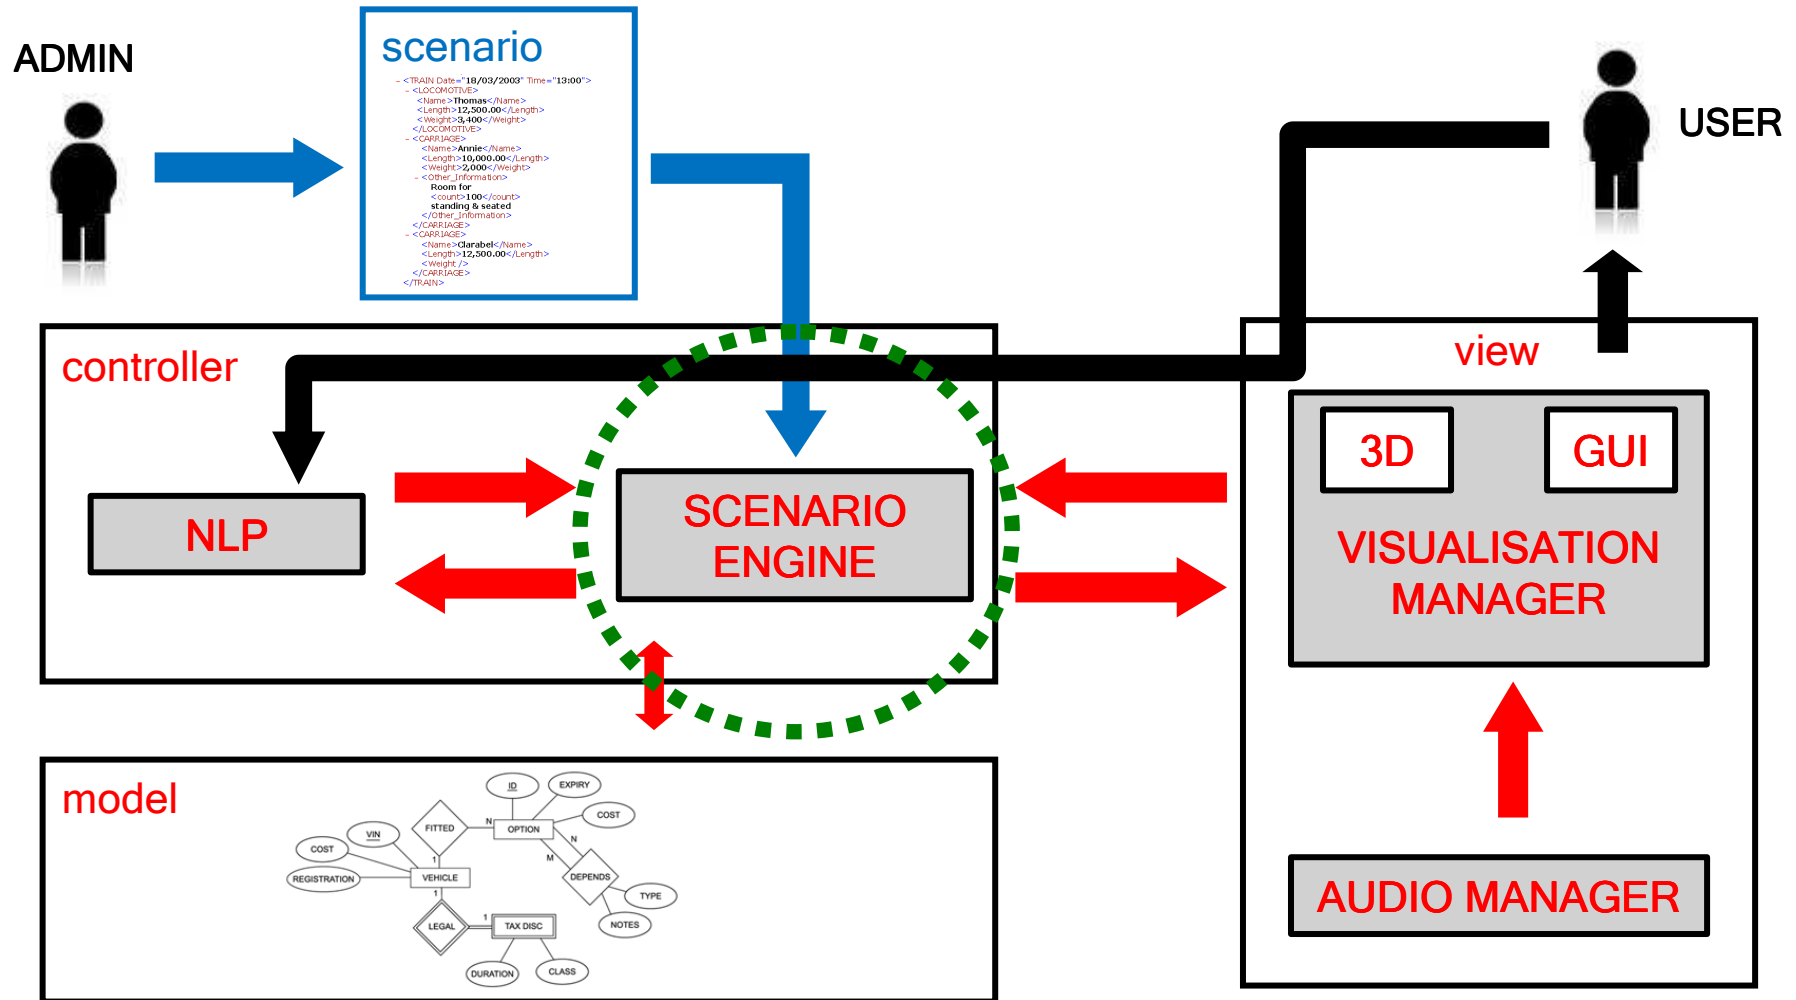 ADMIN
scenario
- <TRAIN Date="18/03/2003" Time="13:00">
- <LOCOMOTIVE>
<Name>Thomas</Name>
<Length>12,500.00</Length>
<Weight>3,400</Weight>
</LOCOMOTIVE>
- <CARRIAGE>
<Name>Annie</Name>
<Length>10,000.00</Length>
<Weight>2,000</Weight>
- <Other_Information>
Room for
<count>100</count>
standing & seated
</Other_Information>
</CARRIAGE>
- <CARRIAGE>
<Name>Clarabel</Name>
<Length>12,500.00</Length>
<Weight />
</CARRIAGE>
</TRAIN>
USER
controller
NLP
SCENARIO
ENGINE
view
3D
GUI
VISUALISATION
MANAGER
AUDIO MANAGER
model
ID
EXPIRY
COST
FITTED
N
OPTION
VIN
COST
REGISTRATION
1
VEHICLE
N
M
DEPENDS
1
TYPE
NOTES
LEGAL
1
TAX DISC
DURATION
CLASS